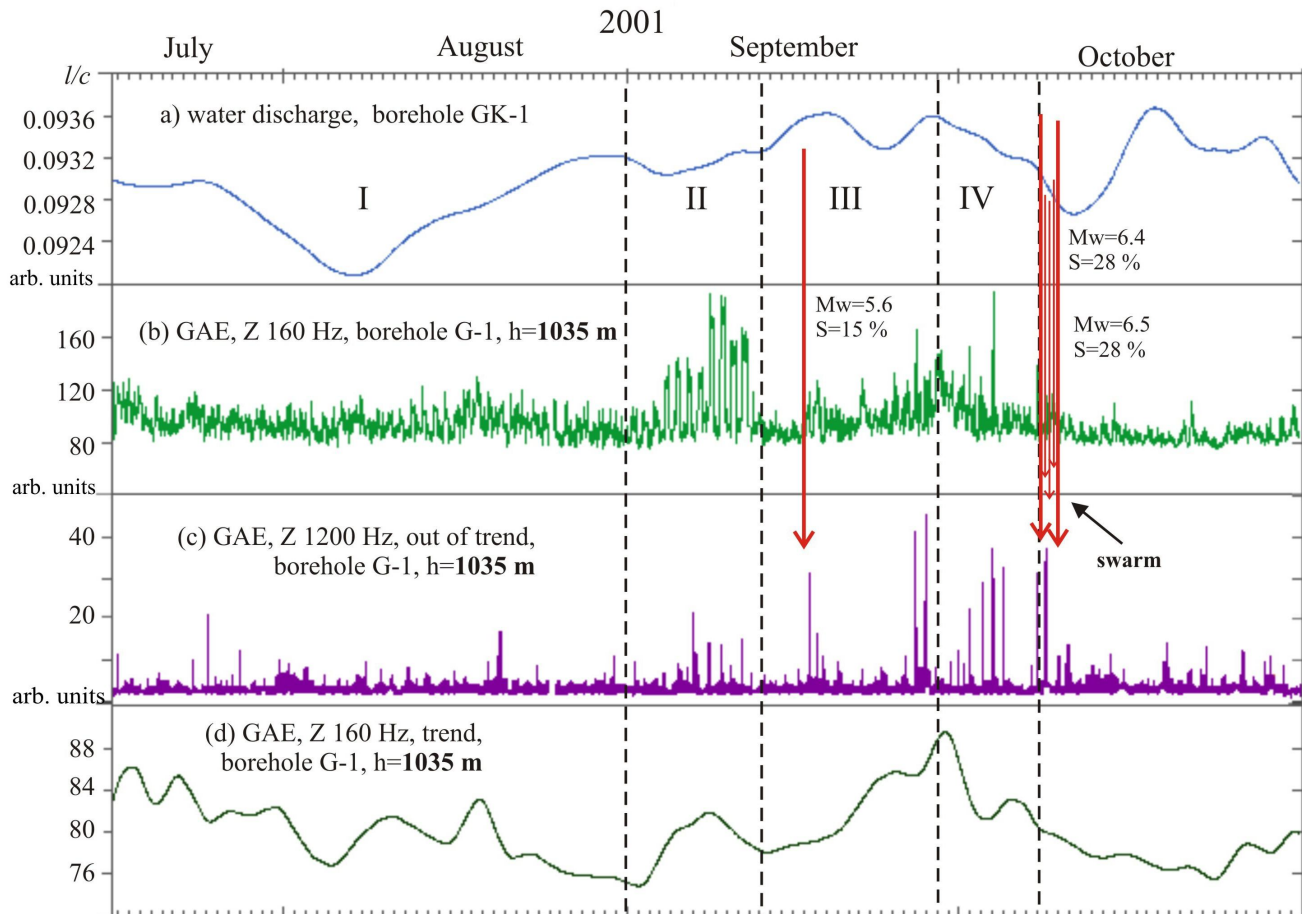 2001
July August September October
l/c
a) water discharge, borehole GK-1
0.0936
0.0932
0.0928
0.0924
I II III IV
Mw=6.4
S=28 %
arb. units
(b) GAE, Z 160 Hz, borehole G-1, h=1035 m
160
120
80
Mw=5.6
S=15 %
Mw=6.5
S=28 %
arb. units
(c) GAE, Z 1200 Hz, out of trend,
borehole G-1, h=1035 m
40
20
swarm
arb. units
(d) GAE, Z 160 Hz, trend,
borehole G-1, h=1035 m
88
84
80
76